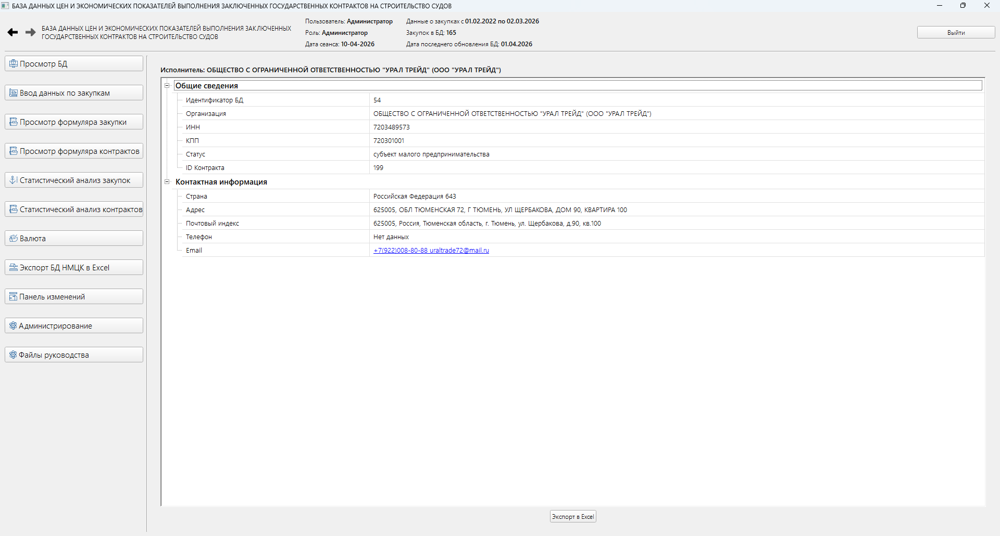 БАЗА ДАННЫХ ЦЕН И ЭКОНОМИЧЕСКИХ ПОКАЗАТЕЛЕЙ ВЫПОЛНЕНИЯ ЗАКЛЮЧЕННЫХ ГОСУДАРСТВЕННЫХ КОНТРАКТОВ НА СТРОИТЕЛЬСТВО СУДОВ
БАЗА ДАННЫХ ЦЕН И ЭКОНОМИЧЕСКИХ ПОКАЗАТЕЛЕЙ ВЫПОЛНЕНИЯ ЗАКЛЮЧЕННЫХ
ГОСУДАРСТВЕННЫХ КОНТРАКТОВ НА СТРОИТЕЛЬСТВО СУДОВ
Пользователь: Администратор
Роль: Администратор
Дата сеанса: 10-04-2026
Данные о закупках с 01.02.2022 по 02.03.2026
Закупок в БД: 165
Дата последнего обновления БД: 01.04.2026
Выйти
Просмотр БД
Ввод данных по закупкам
Просмотр формуляра закупки
Просмотр формуляра контрактов
Статистический анализ закупок
Статистический анализ контрактов
Валюта
Экспорт БД НМЦК в Excel
Панель изменений
Администрирование
Файлы руководства
Исполнитель: ОБЩЕСТВО С ОГРАНИЧЕННОЙ ОТВЕТСТВЕННОСТЬЮ "УРАЛ ТРЕЙД" (ООО "УРАЛ ТРЕЙД")
Общие сведения
Идентификатор БД 54
Организация ОБЩЕСТВО С ОГРАНИЧЕННОЙ ОТВЕТСТВЕННОСТЬЮ "УРАЛ ТРЕЙД" (ООО "УРАЛ ТРЕЙД")
ИНН 7203489573
КПП 720301001
Статус субъект малого предпринимательства
ID Контракта 199
Контактная информация
Страна Российская Федерация 643
Адрес 625005, ОБЛ ТЮМЕНСКАЯ 72, Г ТЮМЕНЬ, УЛ ЩЕРБАКОВА, ДОМ 90, КВАРТИРА 100
Почтовый индекс 625005, Россия, Тюменская область, г. Тюмень, ул. Щербакова, д.90, кв.100
Телефон Нет данных
Email +7(922)008-80-88 uraltrade72@mail.ru
Экспорт в Excel